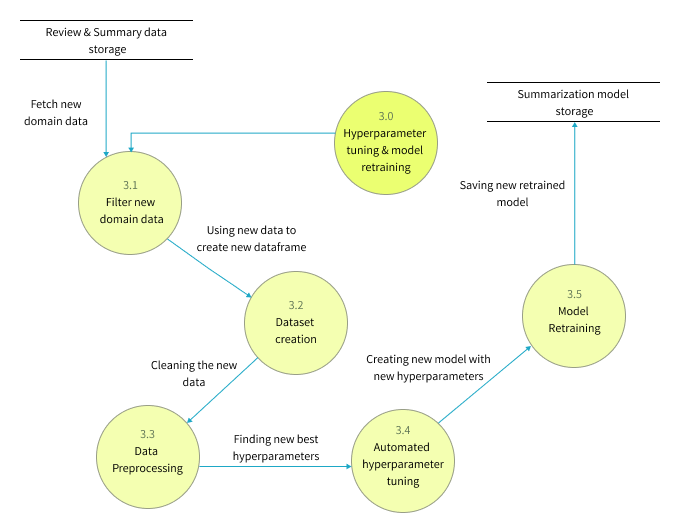 Review & Summary data
storage
Summarization model
storage
Fetch new
domain data
3.0
Hyperparameter
tuning & model
retraining
3.1
Filter new
domain data
Saving new retrained
model
Using new data to
create new dataframe
3.2
Dataset
creation
3.5
Model
Retraining
Cleaning the new
data
Creating new model with
new hyperparameters
3.3
Data
Preprocessing
Finding new best
hyperparameters
3.4
Automated
hyperparameter
tuning